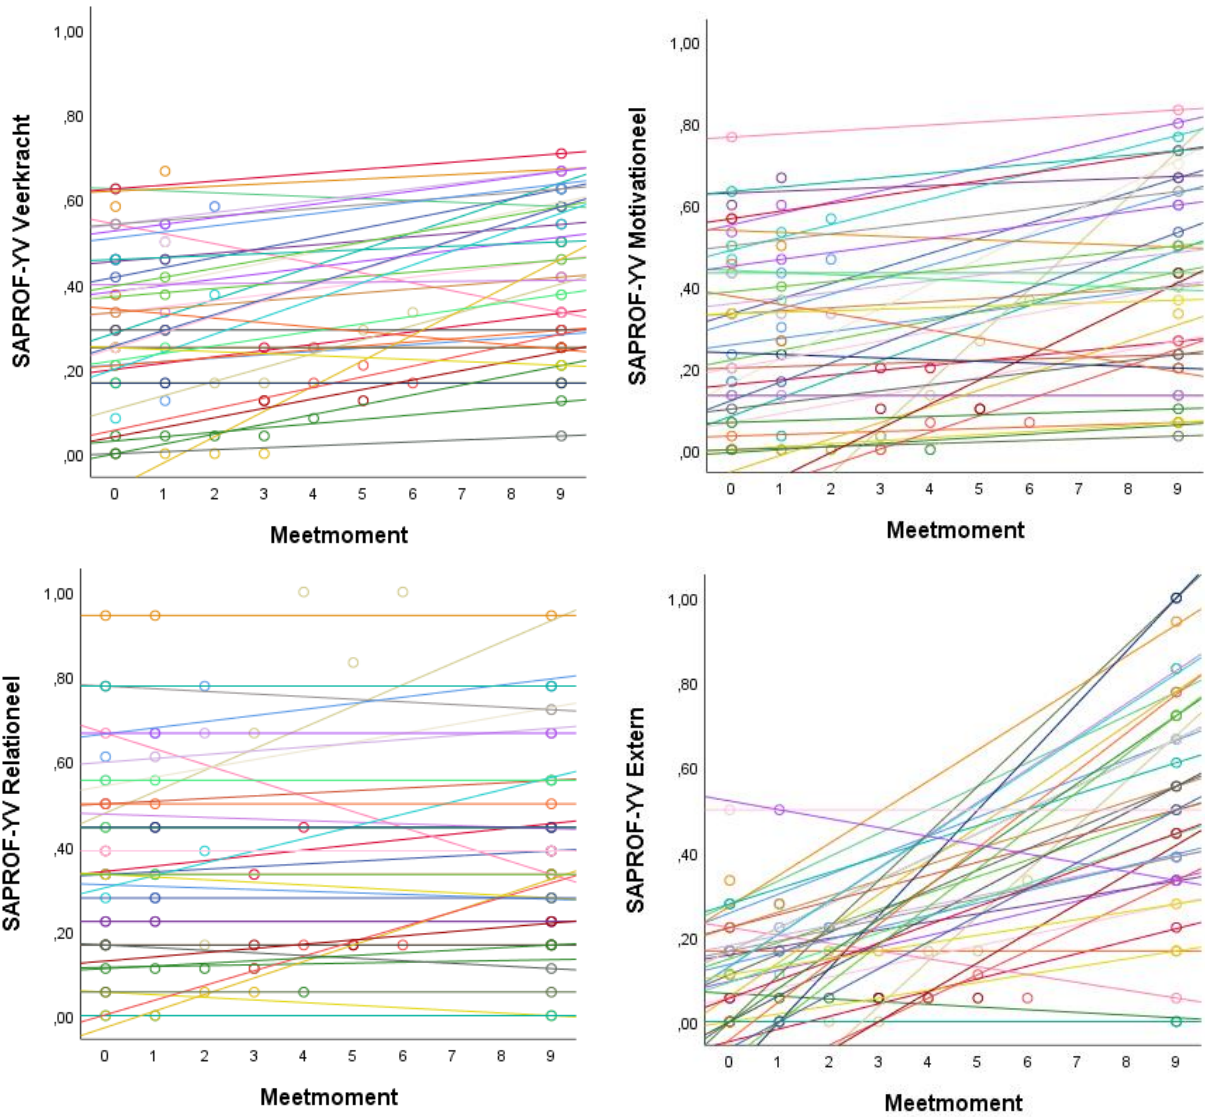 SAPROF-YV Veerkracht
1,00
,80
,60
,40
,20
,00
0 1 2 3 4 5 6 7 8 9
Meetmoment
SAPROF-YV Motivationeel
1,00
,80
,60
,40
,20
,00
0 1 2 3 4 5 6 7 8 9
Meetmoment
SAPROF-YV Relationeel
1,00
,80
,60
,40
,20
,00
0 1 2 3 4 5 6 7 8 9
Meetmoment
SAPROF-YV Extern
1,00
,80
,60
,40
,20
,00
0 1 2 3 4 5 6 7 8 9
Meetmoment